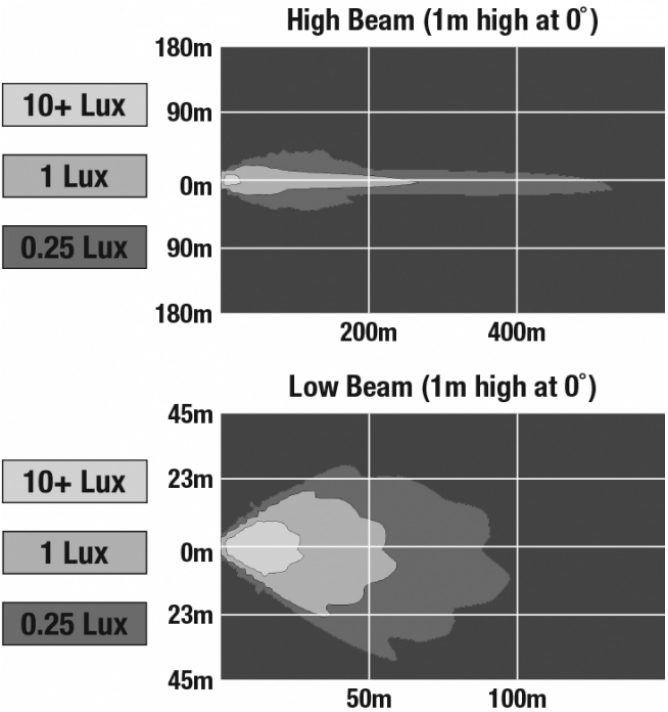 High Beam (1m high at 0°)
180m
10+ Lux
90m
1 Lux
0m
0.25 Lux
90m
180m
200m 400m
Low Beam (1m high at 0°)
45m
10+ Lux
23m
1 Lux
0m
0.25 Lux
23m
45m
50m 100m